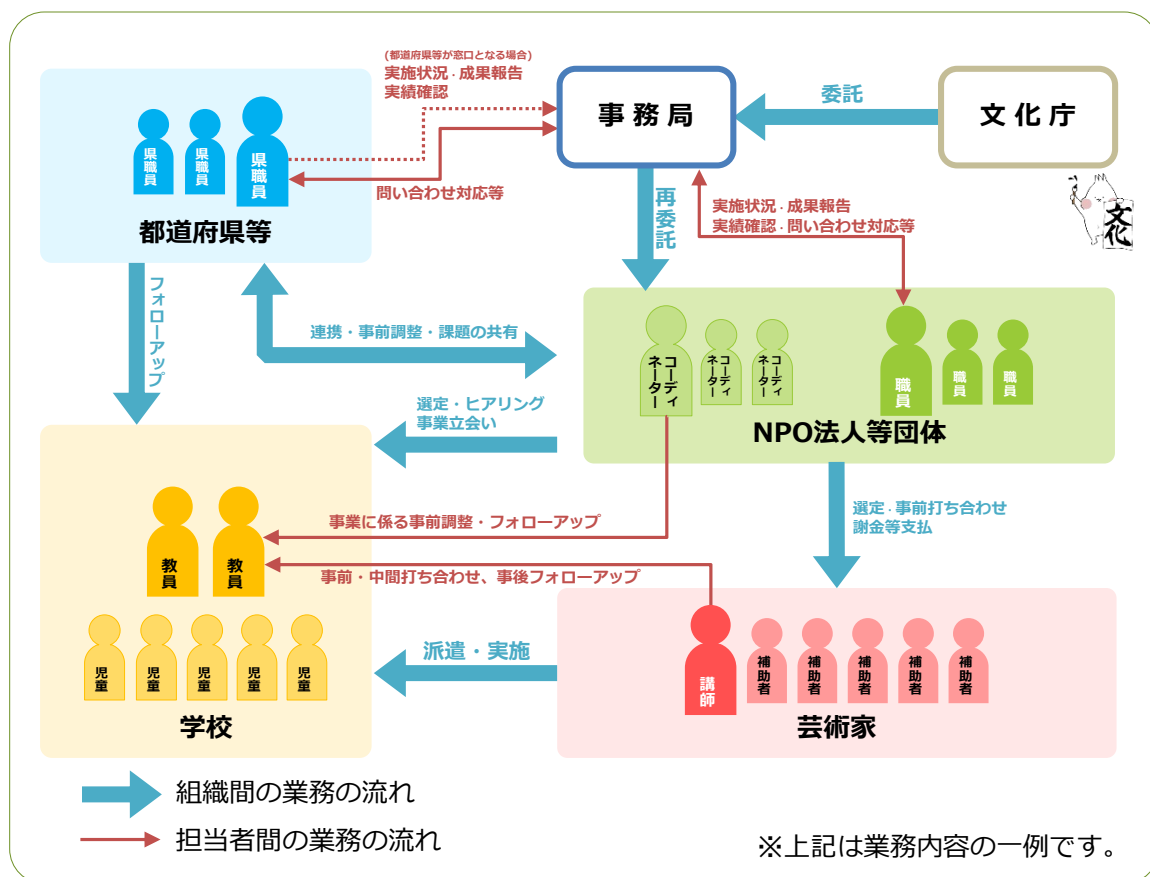 (都道府県等が窓口となる場合)
実施状況・成果報告
実績確認
事務局
委託
文化庁
県職員
県職員
県職員
問い合わせ対応等
都道府県等
再委託
実施状況・成果報告
実績確認・問い合わせ対応等
文化
フォローアップ
連携・事前調整・課題の共有
コーディネーター
コーディネーター
コーディネーター
職員
職員
職員
NPO法人等団体
選定・ヒアリング
事業立会い
選定・事前打ち合わせ
謝金等支払
教員
教員
事業に係る事前調整・フォローアップ
事前・中間打ち合わせ、事後フォローアップ
児童
児童
児童
児童
児童
学校
派遣・実施
講師
補助者
補助者
補助者
補助者
補助者
芸術家
組織間の業務の流れ
担当者間の業務の流れ
※上記は業務内容の一例です。